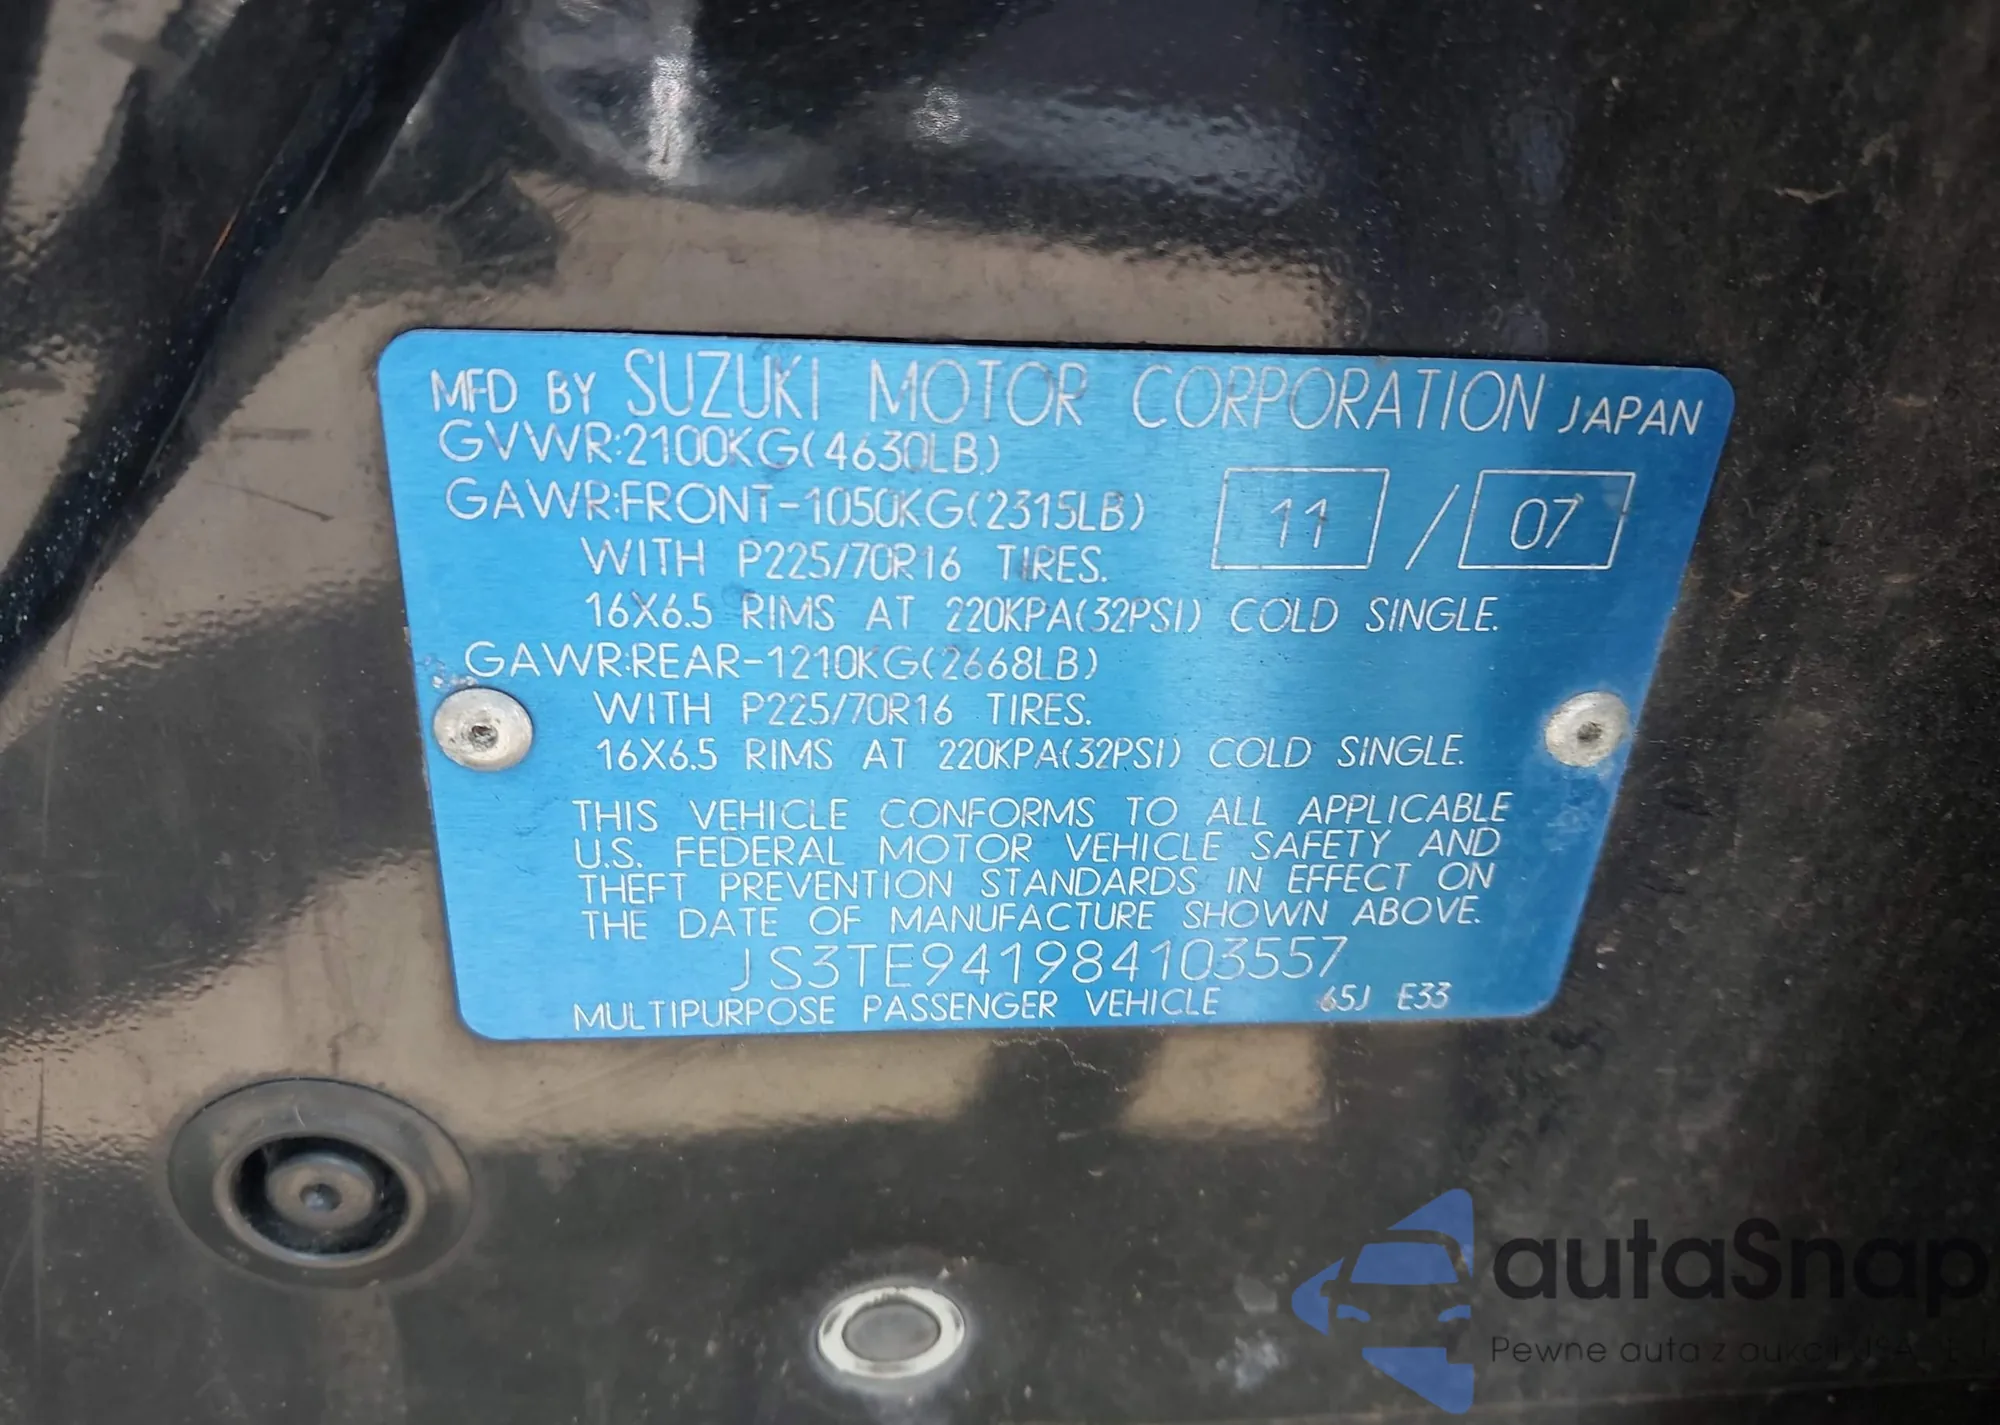 MFD BY SUZUKI MOTOR CORPORATION JAPAN
GVWR:2100KG(4630LB)
GAWR:FRONT-1050KG(2315LB)
11 / 07
WITH P225/70R16 TIRES.
16X6.5 RIMS AT 220KPA(32PSI) COLD SINGLE.
GAWR:REAR-1210KG(2668LB)
WITH P225/70R16 TIRES.
16X6.5 RIMS AT 220KPA(32PSI) COLD SINGLE.
THIS VEHICLE CONFORMS TO ALL APPLICABLE
U.S. FEDERAL MOTOR VEHICLE SAFETY AND
THEFT PREVENTION STANDARDS IN EFFECT ON
THE DATE OF MANUFACTURE SHOWN ABOVE.
JS3TE941984103557
MULTIPURPOSE PASSENGER VEHICLE 65J E33
autaSnap
Pewne auta z aukcji